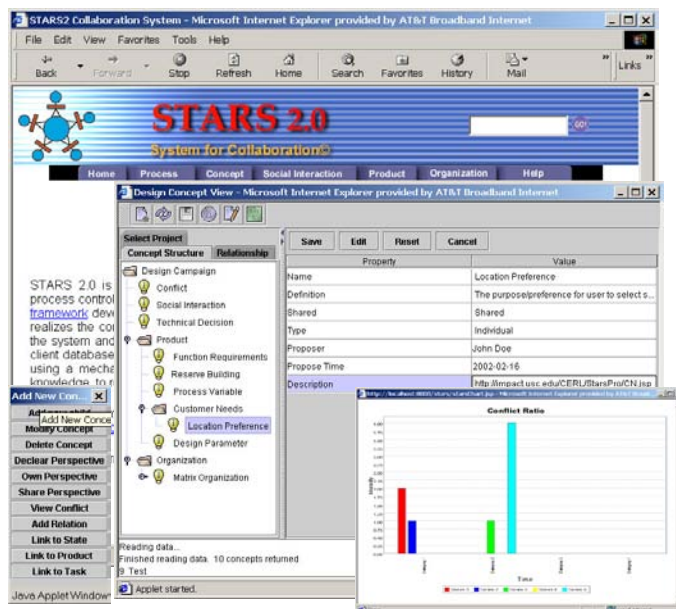 STARS2 Collaboration System - Microsoft Internet Explorer provided by AT&T Broadband Internet
File Edit View Favorites Tools Help
Back Forward Stop Refresh Home Search Favorites History Mail Links
STARS 2.0
GO!
System for Collaboration©
Home Process Concept Social Interaction Product Organization Help
Design Concept View - Microsoft Internet Explorer provided by AT&T Broadband Internet
Select Project
Concept Structure Relationship
Save Edit Reset Cancel
Property Value
Design Campaign
Conflict
Social Interaction
Technical Decision
Product
Function Requirements
Reserve Building
Process Variable
Customer Needs
Location Preference
Design Parameter
Organization
Matrix Organization
Name Location Preference
Definition The purpose/preference for user to select s...
Shared Shared
Type Individual
Proposer John Doe
Propose Time 2002-02-16
Description http://impact.usc.edu/CERL/StarsPro/CN.jsp
STARS 2.0 is
process control
framework
realizes the
the system and
client database
using a
knowledge to
Add New Con...
Add New Conce
Modify Concept
Delete Concept
Declear Perspective
Own Perspective
Share Perspective
View Conflict
Add Relation
Link to State
Link to Product
Link to Task
Java Applet Window
Reading data...
Finished reading data. 10 concepts returned
9 Test
Applet started.
Conflict Ratio
Time